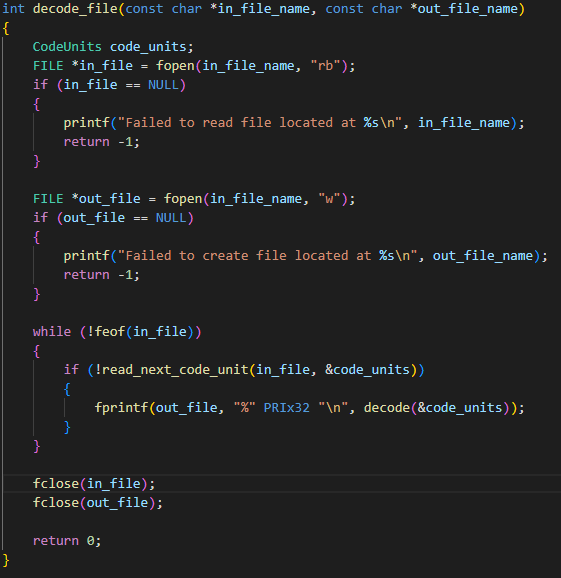 int decode_file(const char *in_file_name, const char *out_file_name)
{
    CodeUnits code_units;
    FILE *in_file = fopen(in_file_name, "rb");
    if (in_file == NULL)
    {
        printf("Failed to read file located at %s\n", in_file_name);
        return -1;
    }

    FILE *out_file = fopen(in_file_name, "w");
    if (out_file == NULL)
    {
        printf("Failed to create file located at %s\n", out_file_name);
        return -1;
    }

    while (!feof(in_file))
    {
        if (!read_next_code_unit(in_file, &code_units))
        {
            fprintf(out_file, "%" PRIx32 "\n", decode(&code_units));
        }
    }

    fclose(in_file);
    fclose(out_file);

    return 0;
}